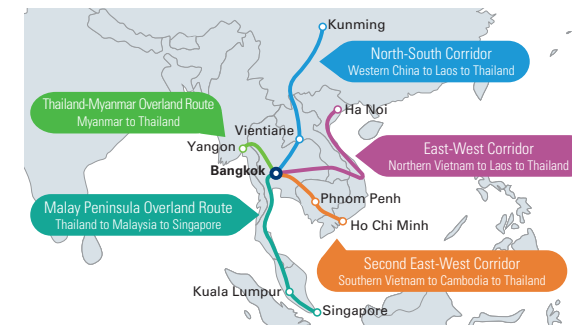 Kunming
North-South Corridor
Western China to Laos to Thailand
Thailand-Myanmar Overland Route
Myanmar to Thailand
Ha Noi
Vientiane
Yangon
East-West Corridor
Northern Vietnam to Laos to Thailand
Bangkok
Phnom Penh
Malay Peninsula Overland Route
Thailand to Malaysia to Singapore
Ho Chi Minh
Second East-West Corridor
Southern Vietnam to Cambodia to Thailand
Kuala Lumpur
Singapore